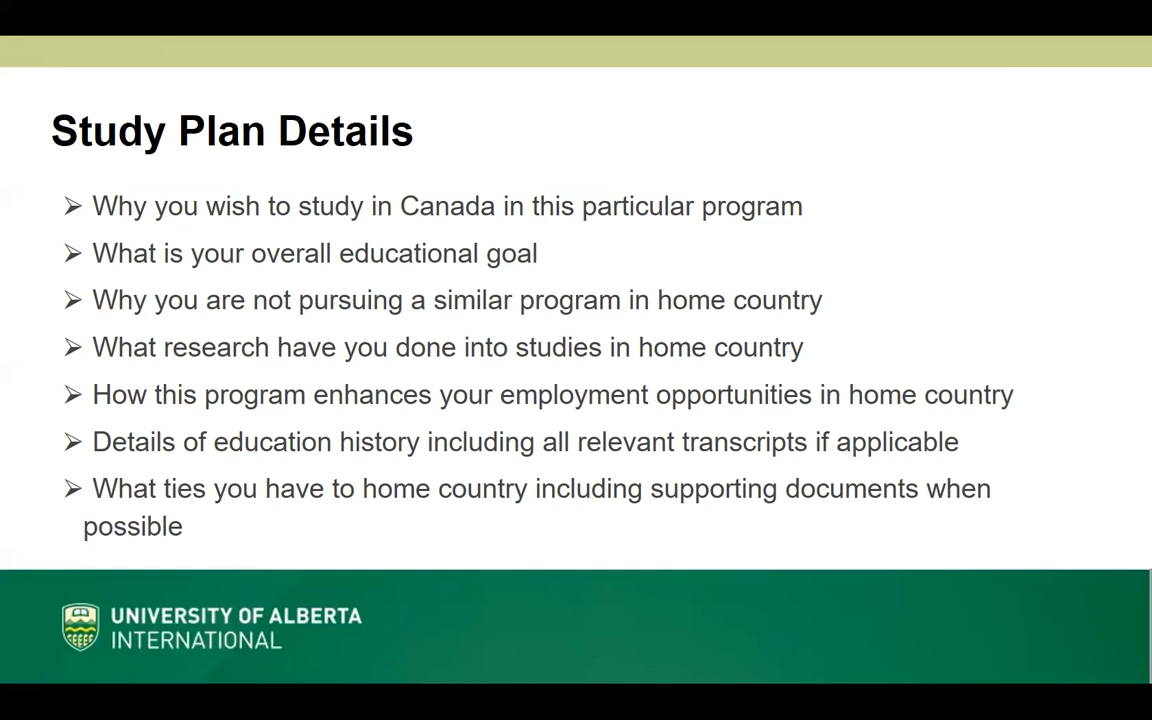 Study Plan Details
➢ Why you wish to study in Canada in this particular program
➢ What is your overall educational goal
➢ Why you are not pursuing a similar program in home country
➢ What research have you done into studies in home country
➢ How this program enhances your employment opportunities in home country
➢ Details of education history including all relevant transcripts if applicable
➢ What ties you have to home country including supporting documents when
possible
UNIVERSITY OF ALBERTA
INTERNATIONAL